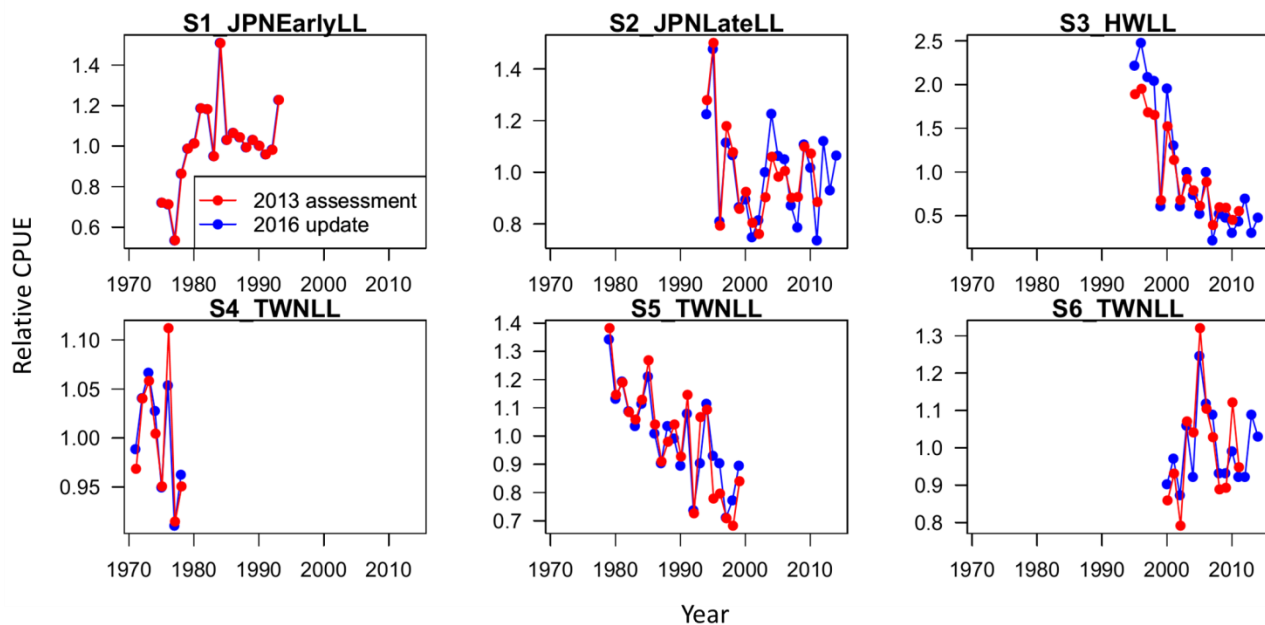 S1_JPNEarlyLL
S2_JPNLateLL
S3_HWLL
1.4
1.2
1.0
0.8
0.6
2013 assessment
2016 update
1970 1980 1990 2000 2010
1.4
1.2
1.0
0.8
1970 1980 1990 2000 2010
2.5
2.0
1.5
1.0
0.5
1970 1980 1990 2000 2010
Relative CPUE
S4_TWNLL
S5_TWNLL
S6_TWNLL
1.10
1.05
1.00
0.95
1970 1980 1990 2000 2010
1.4
1.3
1.2
1.1
1.0
0.9
0.8
0.7
1970 1980 1990 2000 2010
1.3
1.2
1.1
1.0
0.9
0.8
1970 1980 1990 2000 2010
Year